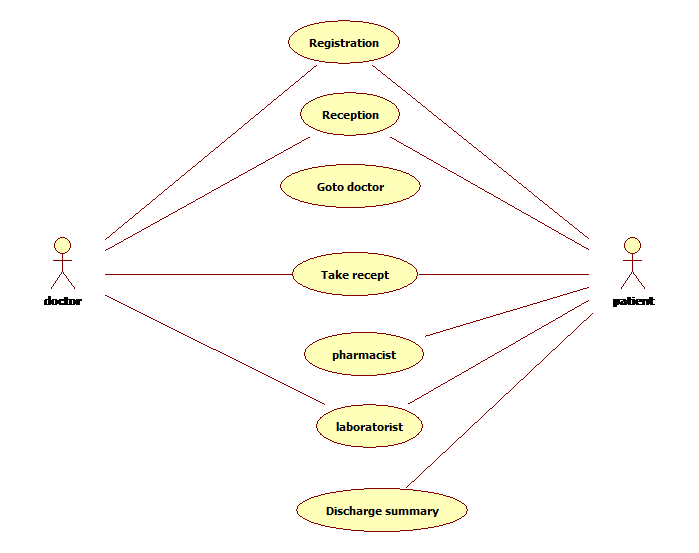 Registration
Reception
Goto doctor
doctor
Take recept
patient
pharmacist
laboratorist
Discharge summary